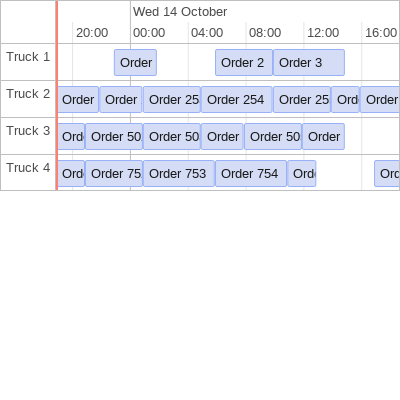 Wed 14 October
20:00 00:00 04:00 08:00 12:00 16:00
Truck 1 Order Order 2 Order 3
Truck 2 Order Order Order 25 Order 254 Order 25 Ord Order
Truck 3 Ord Order 50 Order 50 Order Order 50 Order
Truck 4 Ord Order 75 Order 753 Order 754 Ord Ord